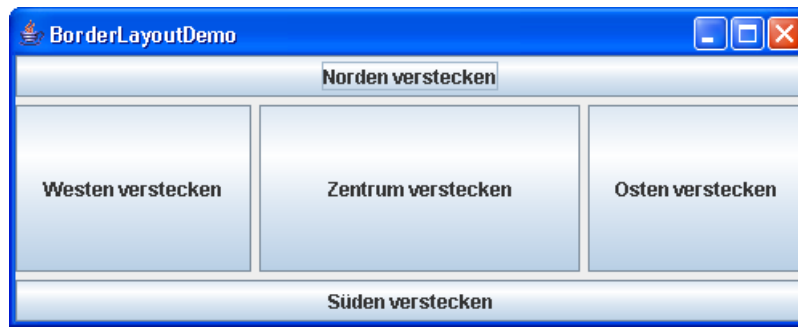 BorderLayoutDemo
Norden verstecken
Westen verstecken
Zentrum verstecken
Osten verstecken
Süden verstecken